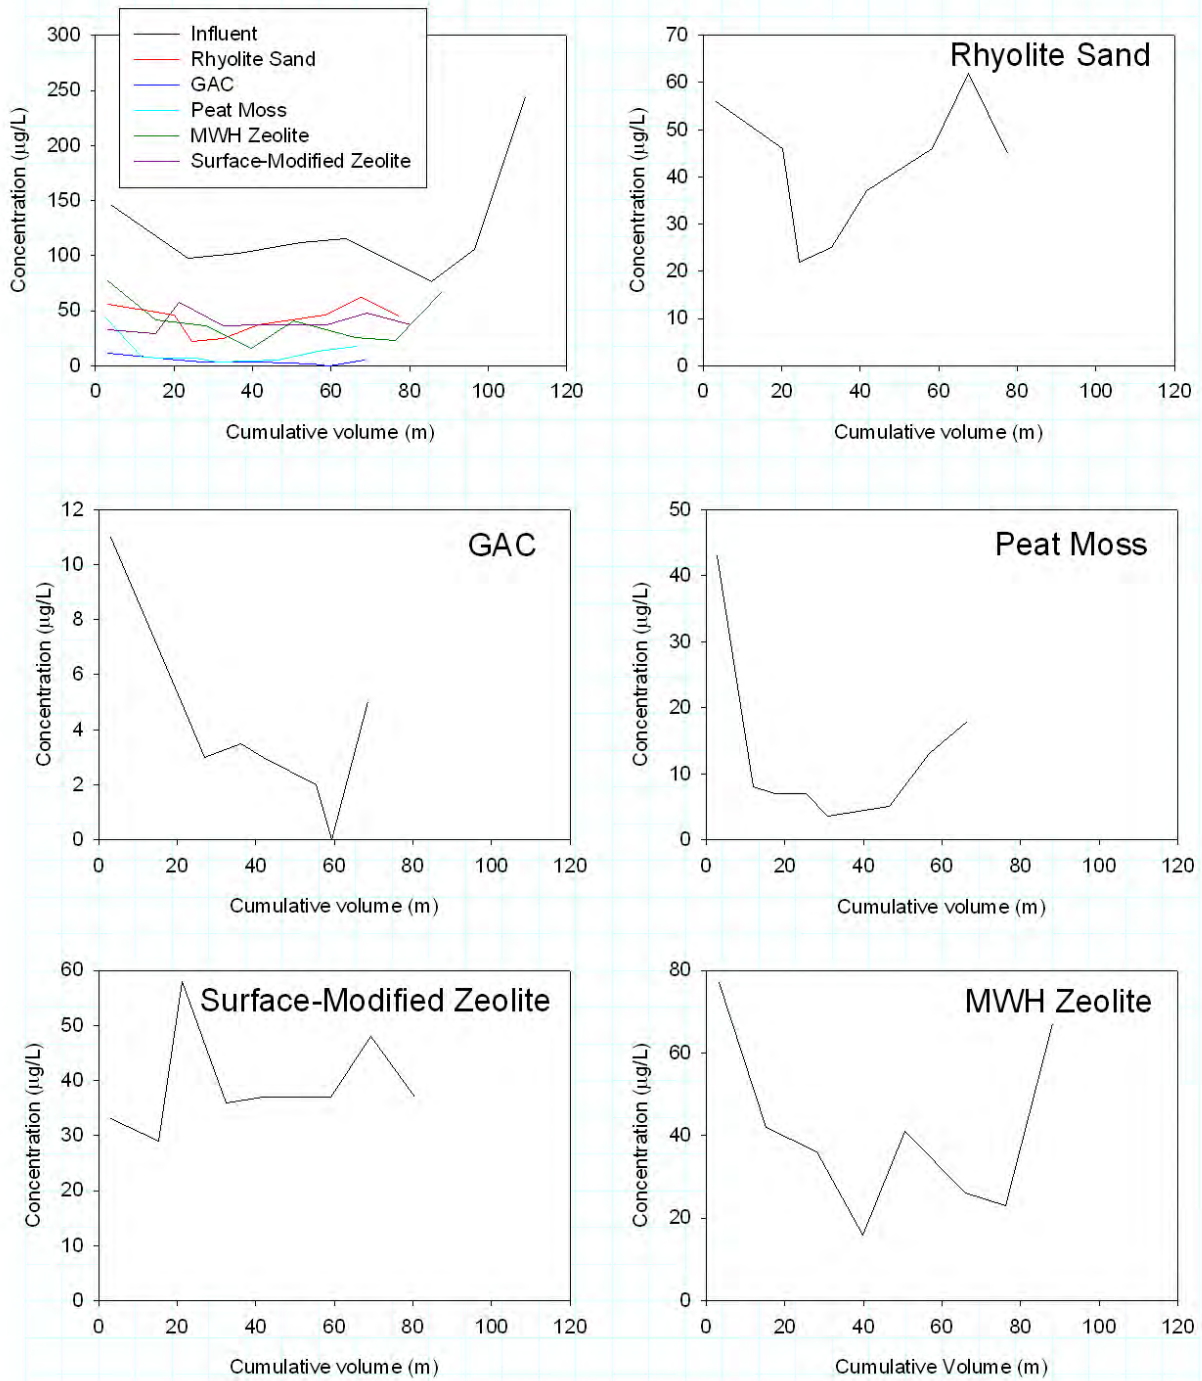 300
250
200
150
100
50
0
Concentration (µg/L)
Influent
Rhyolite Sand
GAC
Peat Moss
MWH Zeolite
Surface-Modified Zeolite
0 20 40 60 80 100 120
Cumulative volume (m)
Rhyolite Sand
70
60
50
40
30
20
10
0
Concentration (µg/L)
0 20 40 60 80 100 120
Cumulative volume (m)
GAC
12
10
8
6
4
2
0
Concentration (µg/L)
0 20 40 60 80 100 120
Cumulative volume (m)
Peat Moss
50
40
30
20
10
0
Concentration (µg/L)
0 20 40 60 80 100 120
Cumulative volume (m)
Surface-Modified Zeolite
60
50
40
30
20
10
0
Concentration (µg/L)
0 20 40 60 80 100 120
Cumulative volume (m)
MWH Zeolite
80
60
40
20
0
Concentration (µg/L)
0 20 40 60 80 100 120
Cumulative Volume (m)